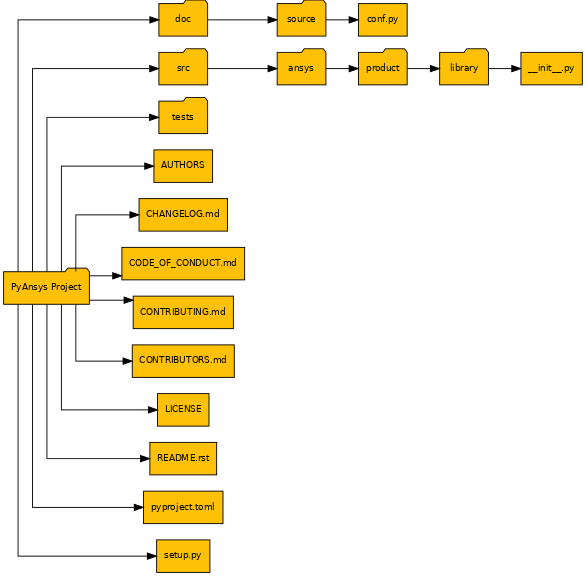 doc
source
conf.py
src
ansys
product
library
__init__.py
tests
AUTHORS
CHANGELOG.md
CODE_OF_CONDUCT.md
PyAnsys Project
CONTRIBUTING.md
CONTRIBUTORS.md
LICENSE
README.rst
pyproject.toml
setup.py